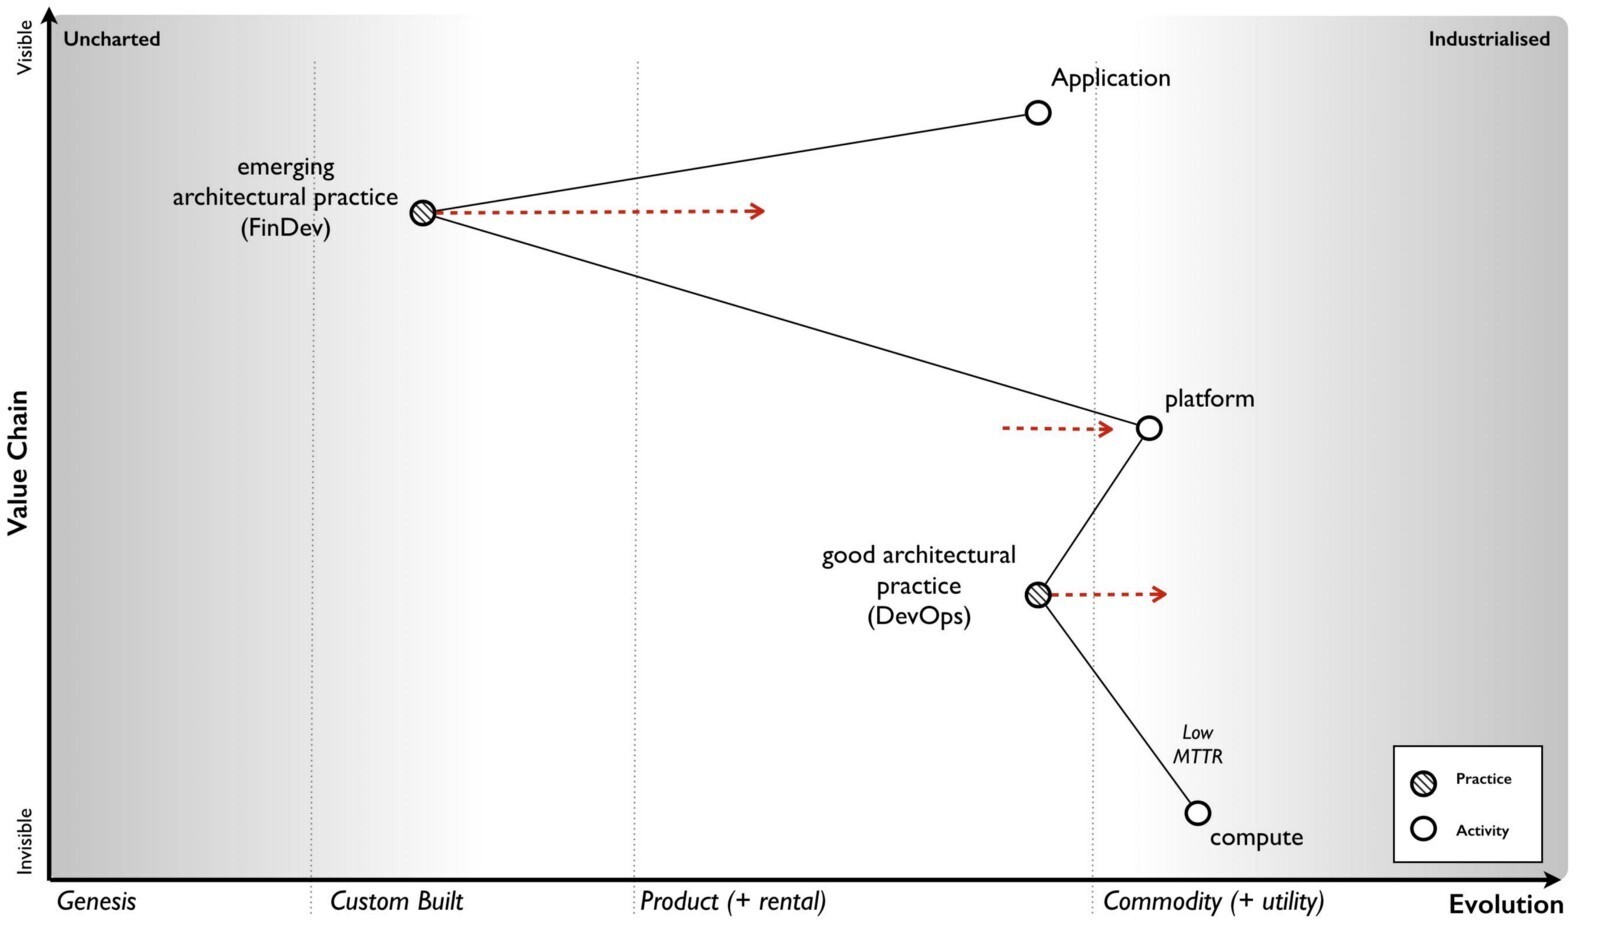 Visible
Uncharted
Industrialised
Application
emerging
architectural practice
(FinDev)
platform
Value Chain
good architectural
practice
(DevOps)
Low
MTTR
Practice
Activity
compute
Invisible
Genesis
Custom Built
Product (+ rental)
Commodity (+ utility)
Evolution